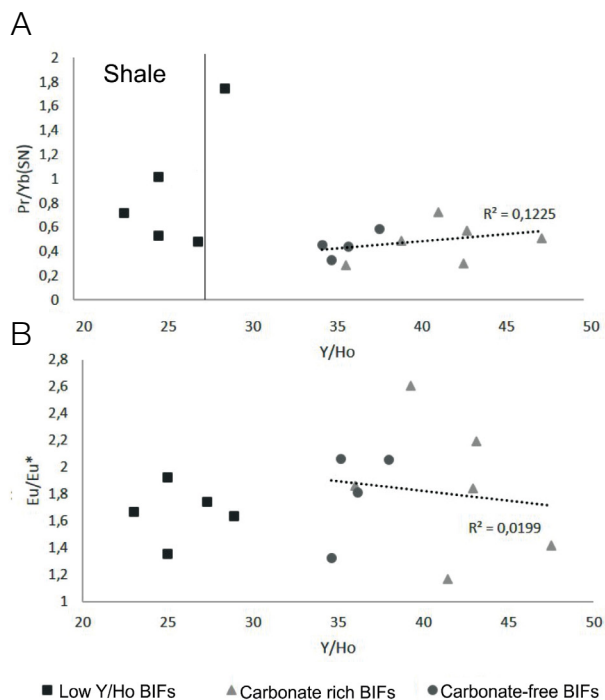 A
2
1,8
1,6
1,4
1,2
1
0,8
0,6
0,4
0,2
0
Pr/Yb(SN)
Shale
R² = 0,1225
20 25 30 35 40 45 50
Y/Ho
B
2,8
2,6
2,4
2,2
2
1,8
1,6
1,4
1,2
1
Eu/Eu*
R² = 0,0199
20 25 30 35 40 45 50
Y/Ho
Low Y/Ho BIFs Carbonate rich BIFs Carbonate-free BIFs